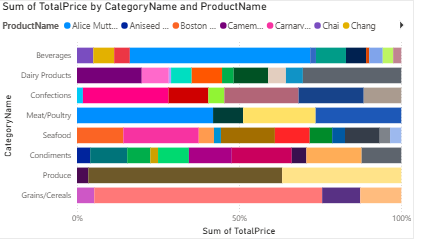 Sum of TotalPrice by CategoryName and ProductName
ProductName Alice Mutt... Aniseed ... Boston ... Camem... Carnarv... Chai Chang
CategoryName
Beverages
Dairy Products
Confections
Meat/Poultry
Seafood
Condiments
Produce
Grains/Cereals
0% 50% 100%
Sum of TotalPrice